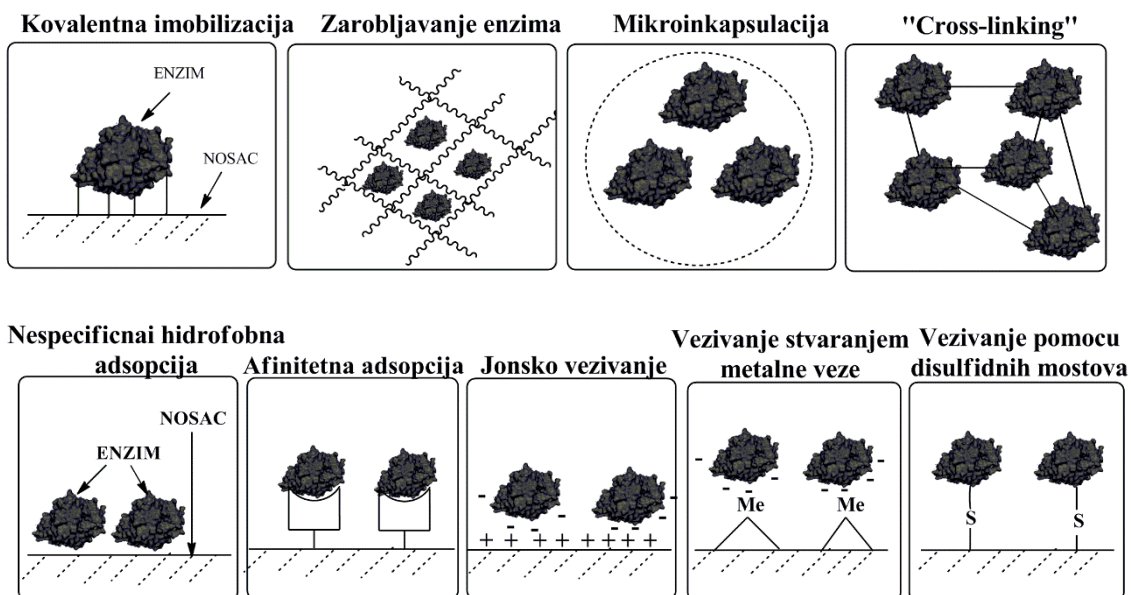 Kovalentna imobilizacija
Zarobljavanje enzima
Mikroinkapsulacija
"Cross-linking"
ENZIM
NOSAC
Nespecificnai hidrofobna
adsopcija
Afinitetna adsopcija
Jonsko vezivanje
Vezivanje stvaranjem
metalne veze
Vezivanje pomocu
disulfidnih mostova
NOSAC
ENZIM
- - - - -
+ + + + + + + +
- - - - - - - -
Me
Me
S
S